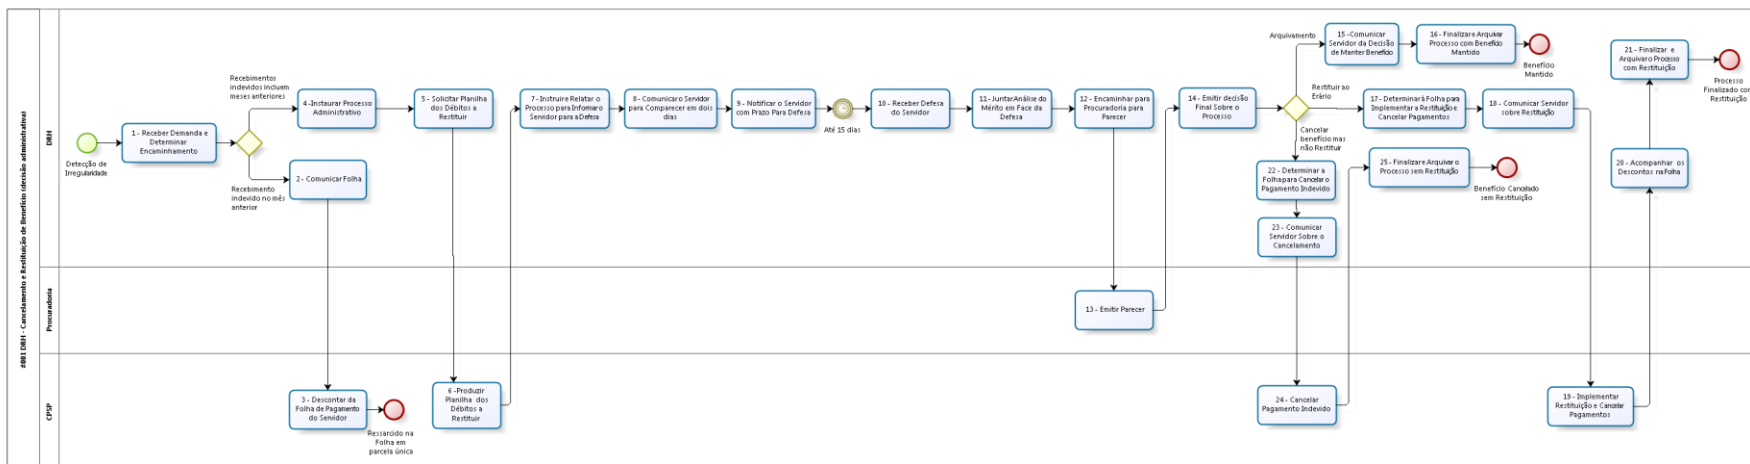 #001 DRH - Cancelamento e Restituição de Benefício (decisão administrativa)
DRH
Procuradoria
CPSP
Detecção de
Irregularidade
1 - Receber Demanda e
Determinar
Encaminhamento
Recebimentos
indevidos incluem
meses anteriores
Recebimento
indevido no mês
anterior
2 - Comunicar Folha
3 - Descontar da
Folha de Pagamento
do Servidor
Ressarcido na
Folha em
parcela única
4 -Instaurar Processo
Administrativo
5 - Solicitar Planilha
dos Débitos a
Restituir
6 -Produzir
Planilha dos
Débitos a
Restituir
7 - Instruir e Relatar o
Processo para Informar o
Servidor para a Defesa
8 - Comunicar o Servidor
para Comparecer em dois
dias
9 - Notificar o Servidor
com Prazo Para Defesa
Até 15 dias
10 - Receber Defesa
do Servidor
11 - Juntar Análise do
Mérito em Face da
Defesa
12 - Encaminhar para
Procuradoria para
Parecer
13 - Emitir Parecer
14 - Emitir decisão
Final Sobre o
Processo
Arquivamento
15 -Comunicar
Servidor da Decisão
de Manter Benefício
16 - Finalizar e Arquivar
Processo com Benefício
Mantido
Benefício
Mantido
Restituir ao
Erário
17 - Determinar à Folha para
Implementar a Restituição e
Cancelar Pagamentos
18 - Comunicar Servidor
sobre Restituição
19 - Implementar
Restituição e Cancelar
Pagamentos
20 - Acompanhar os
Descontos na Folha
21 - Finalizar e
Arquivar o Processo
com Restituição
Processo
Finalizado com
Restituição
Cancelar
benefício mas
não Restituir
22 - Determinar a
Folha para Cancelar o
Pagamento Indevido
23 - Comunicar
Servidor Sobre o
Cancelamento
24 - Cancelar
Pagamento Indevido
25 - Finalizar e Arquivar o
Processo sem Restituição
Benefício Cancelado
sem Restituição